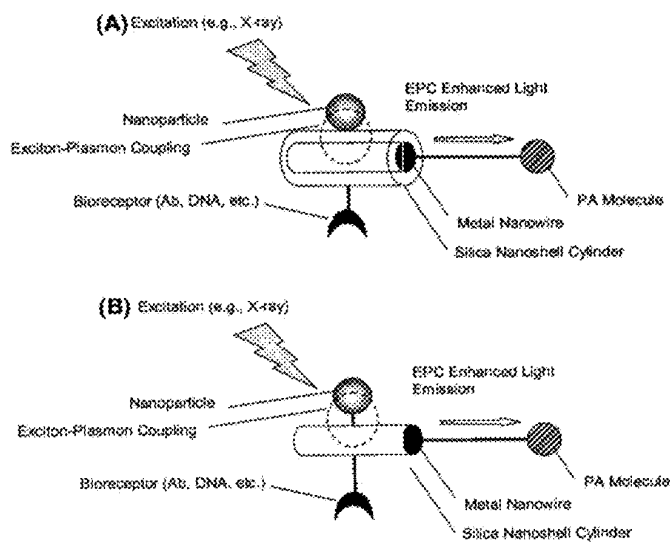 (A) Excitation (e.g., X-ray)
EPC Enhanced Light
Emission
Nanoparticle
Exciton-Plasmon Coupling
PA Molecule
Bioreceptor (Ab, DNA, etc.)
Metal Nanowire
Silica Nanoshell Cylinder
(B) Excitation (e.g., X-ray)
EPC Enhanced Light
Emission
Nanoparticle
Exciton-Plasmon Coupling
Bioreceptor (Ab, DNA, etc.)
PA Molecule
Metal Nanowire
Silica Nanoshell Cylinder